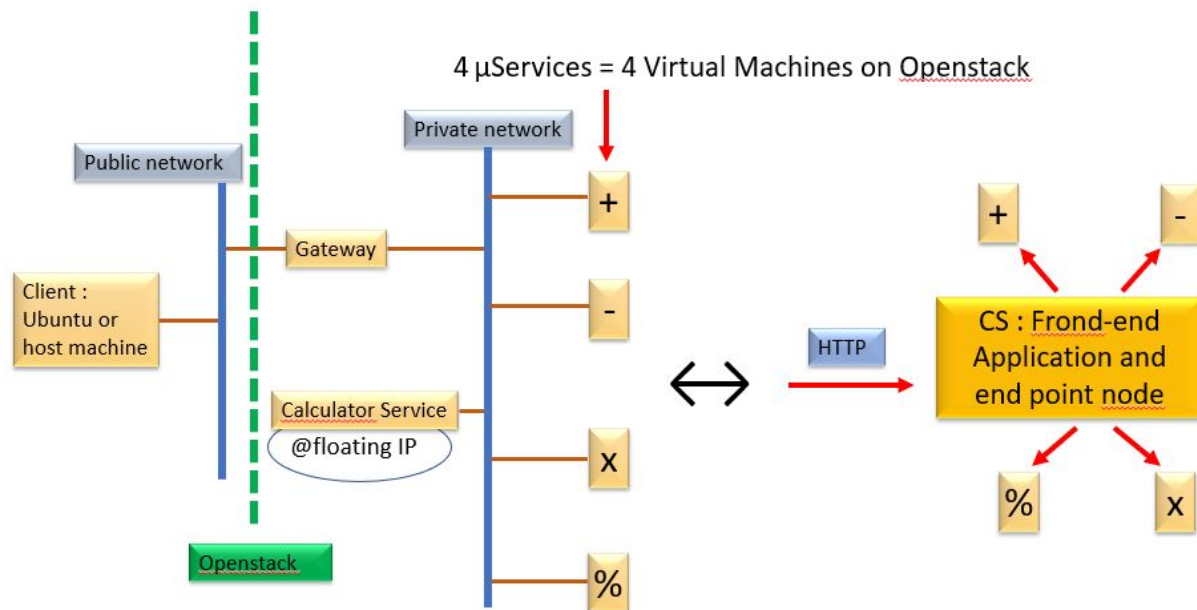 4 µServices = 4 Virtual Machines on Openstack
Private network
Public network
+
Gateway
Client :
Ubuntu or
host machine
-
Calculator Service
@floating IP
x
Openstack
%
HTTP
+
-
CS : Frond-end
Application and
end point node
%
x